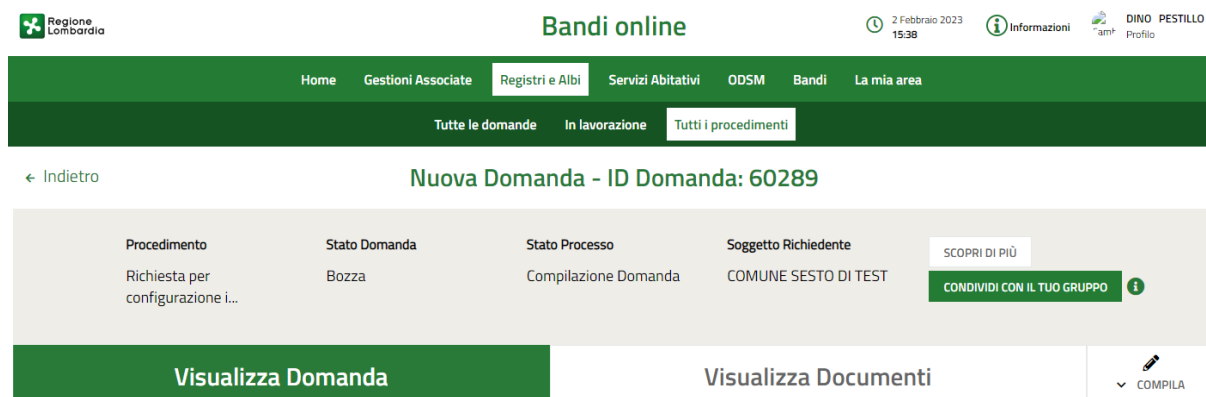 Regione
Lombardia
Bandi online
2 Febbraio 2023
15:38
Informazioni
DINO PESTILLO
Profilo
Home Gestioni Associate Registri e Albi Servizi Abitativi ODSM Bandi La mia area
Tutte le domande In lavorazione Tutti i procedimenti
← Indietro
Nuova Domanda - ID Domanda: 60289
Procedimento Stato Domanda Stato Processo Soggetto Richiedente
SCOPRI DI PIÙ
Richiesta per Bozza Compilazione Domanda COMUNE SESTO DI TEST
configurazione i...
CONDIVIDI CON IL TUO GRUPPO
Visualizza Domanda Visualizza Documenti
COMPILA